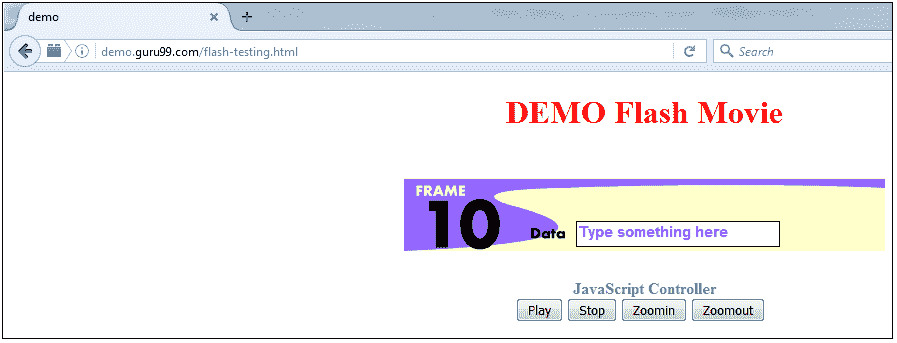 demo
demo.guru99.com/flash-testing.html
Search
DEMO Flash Movie
FRAME
10
Data Type something here
JavaScript Controller
Play Stop Zoomin Zoomout